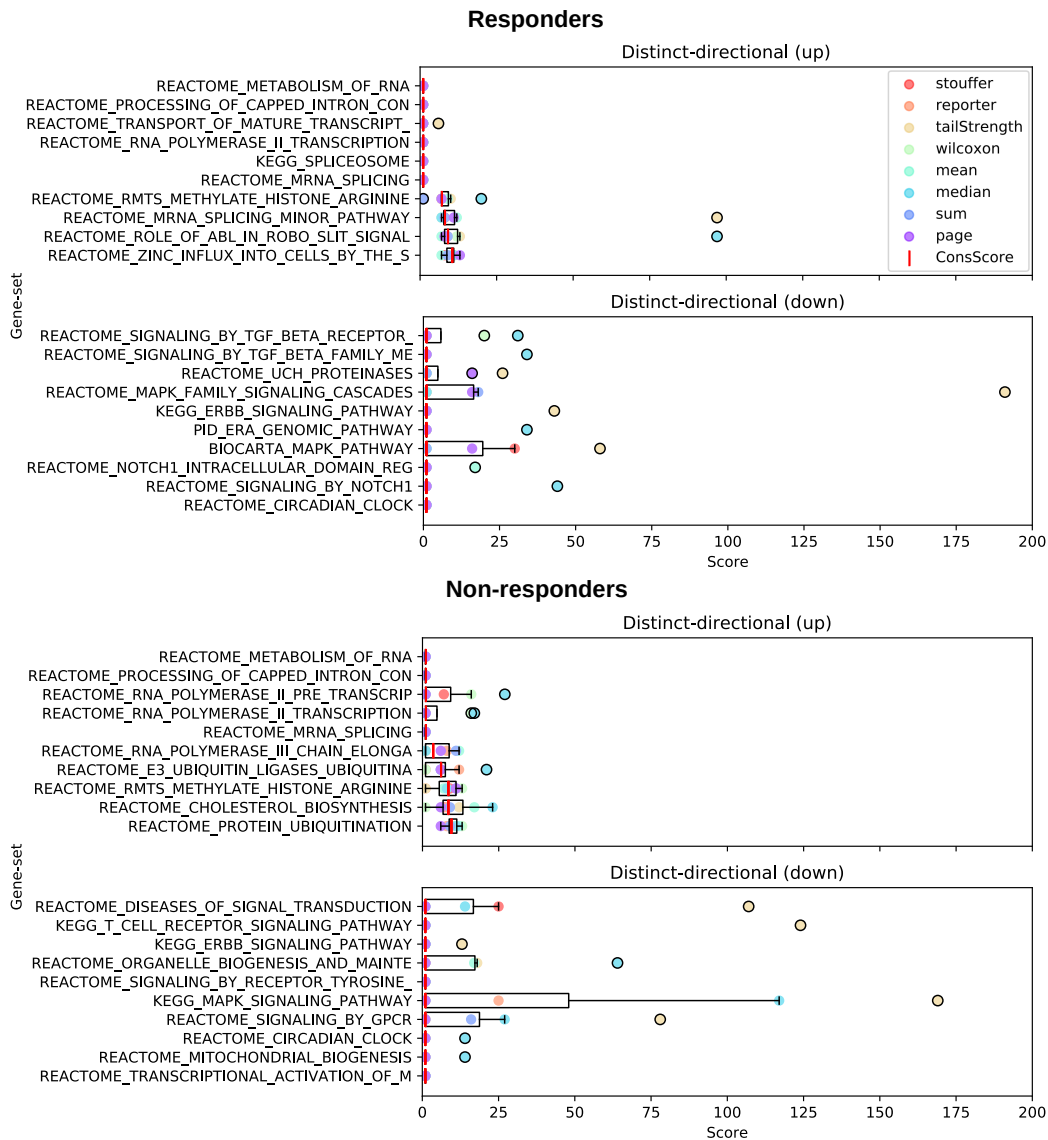 Responders
Distinct-directional (up)
REACTOME_METABOLISM_OF_RNA
REACTOME_PROCESSING_OF_CAPPED_INTRON_CON
REACTOME_TRANSPORT_OF_MATURE_TRANSCRIPT_
REACTOME_RNA_POLYMERASE_II_TRANSCRIPTION
KEGG_SPLICEOSOME
REACTOME_MRNA_SPLICING
REACTOME_RMTS_METHYLATE_HISTONE_ARGININE
REACTOME_MRNA_SPLICING_MINOR_PATHWAY
REACTOME_ROLE_OF_ABL_IN_ROBO_SLIT_SIGNAL
REACTOME_ZINC_INFLUX_INTO_CELLS_BY_THE_S
stouffer
reporter
tailStrength
wilcoxon
mean
median
sum
page
ConsScore
Gene-set
Distinct-directional (down)
REACTOME_SIGNALING_BY_TGF_BETA_RECEPTOR_
REACTOME_SIGNALING_BY_TGF_BETA_FAMILY_ME
REACTOME_UCH_PROTEINASES
REACTOME_MAPK_FAMILY_SIGNALING_CASCADES
KEGG_ERBB_SIGNALING_PATHWAY
PID_ERA_GENOMIC_PATHWAY
BIOCARTA_MAPK_PATHWAY
REACTOME_NOTCH1_INTRACELLULAR_DOMAIN_REG
REACTOME_SIGNALING_BY_NOTCH1
REACTOME_CIRCADIAN_CLOCK
0 25 50 75 100 125 150 175 200
Score
Non-responders
Distinct-directional (up)
REACTOME_METABOLISM_OF_RNA
REACTOME_PROCESSING_OF_CAPPED_INTRON_CON
REACTOME_RNA_POLYMERASE_II_PRE_TRANSCRIP
REACTOME_RNA_POLYMERASE_II_TRANSCRIPTION
REACTOME_MRNA_SPLICING
REACTOME_RNA_POLYMERASE_III_CHAIN_ELONGA
REACTOME_E3_UBIQUITIN_LIGASES_UBIQUITINA
REACTOME_RMTS_METHYLATE_HISTONE_ARGININE
REACTOME_CHOLESTEROL_BIOSYNTHESIS
REACTOME_PROTEIN_UBIQUITINATION
Gene-set
Distinct-directional (down)
REACTOME_DISEASES_OF_SIGNAL_TRANSDUCTION
KEGG_T_CELL_RECEPTOR_SIGNALING_PATHWAY
KEGG_ERBB_SIGNALING_PATHWAY
REACTOME_ORGANELLE_BIOGENESIS_AND_MAINTE
REACTOME_SIGNALING_BY_RECEPTOR_TYROSINE_
KEGG_MAPK_SIGNALING_PATHWAY
REACTOME_SIGNALING_BY_GPCR
REACTOME_CIRCADIAN_CLOCK
REACTOME_MITOCHONDRIAL_BIOGENESIS
REACTOME_TRANSCRIPTIONAL_ACTIVATION_OF_M
0 25 50 75 100 125 150 175 200
Score